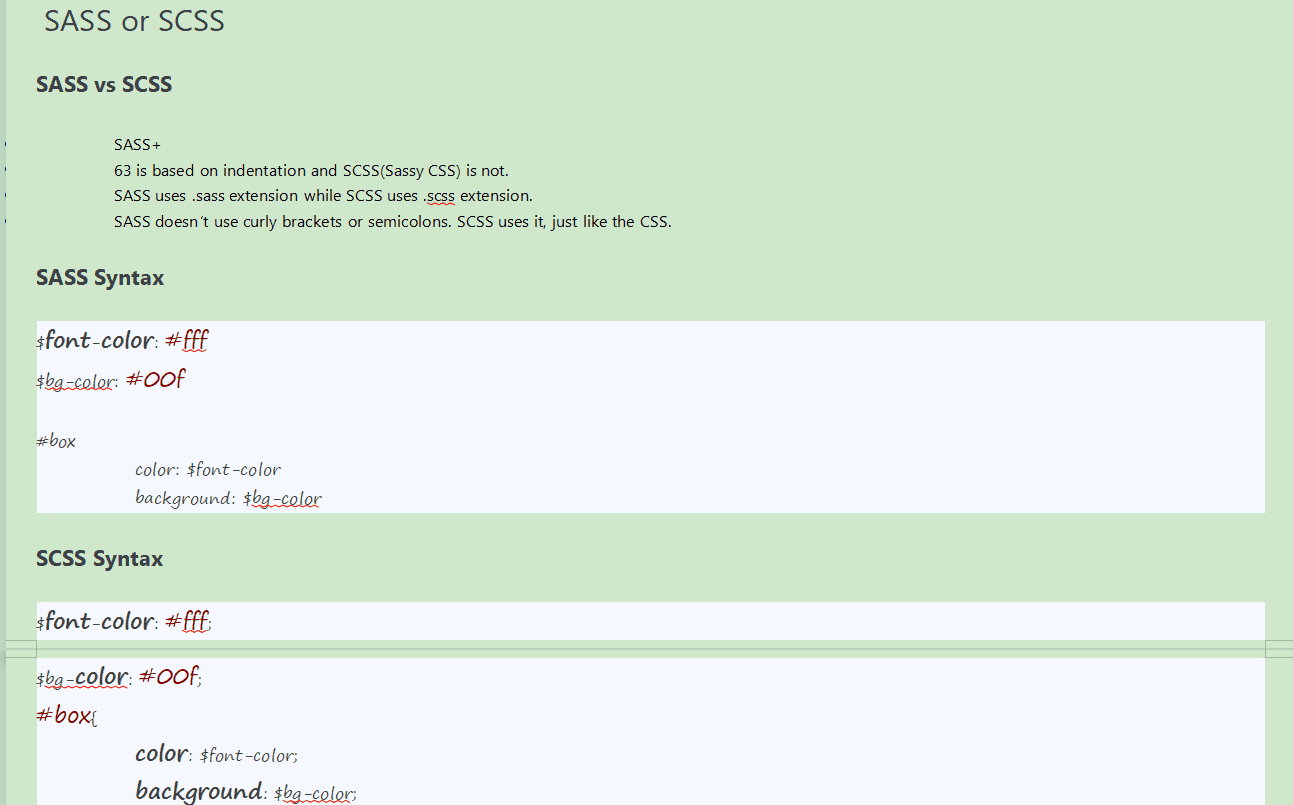 SASS or SCSS
SASS vs SCSS
SASS+
63 is based on indentation and SCSS(Sassy CSS) is not.
SASS uses .sass extension while SCSS uses .scss extension.
SASS doesn´t use curly brackets or semicolons. SCSS uses it, just like the CSS.
SASS Syntax
$font-color: #fff
$bg-color: #00f
#box
color: $font-color
background: $bg-color
SCSS Syntax
$font-color: #fff;
$bg-color: #00f;
#box{
color: $font-color;
background: $bg-color;